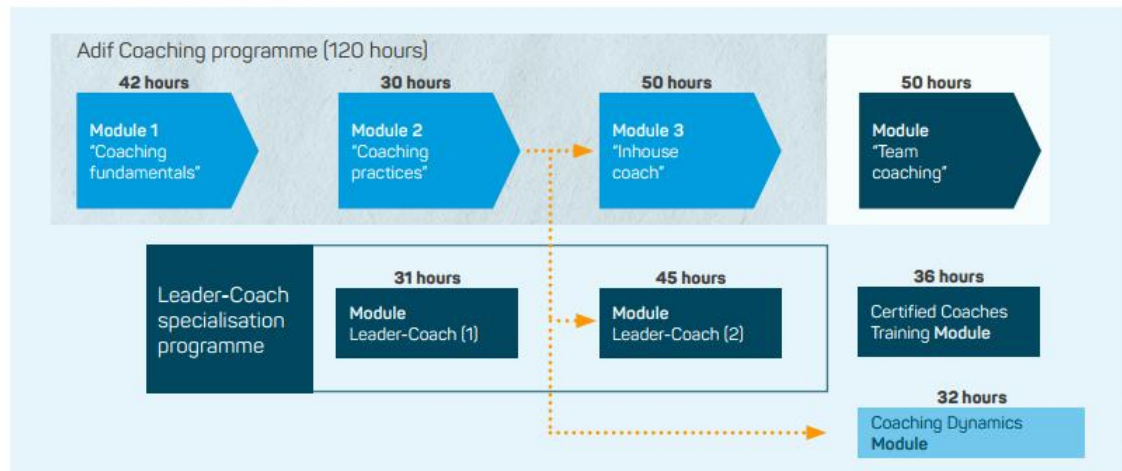 Adif Coaching programme (120 hours)
42 hours
Module 1
"Coaching
fundamentals"
30 hours
Module 2
"Coaching
practices"
50 hours
Module 3
"Inhouse
coach"
50 hours
Module
"Team
coaching"
Leader-Coach
specialisation
programme
31 hours
Module
Leader-Coach (1)
45 hours
Module
Leader-Coach (2)
36 hours
Certified Coaches
Training Module
32 hours
Coaching Dynamics
Module